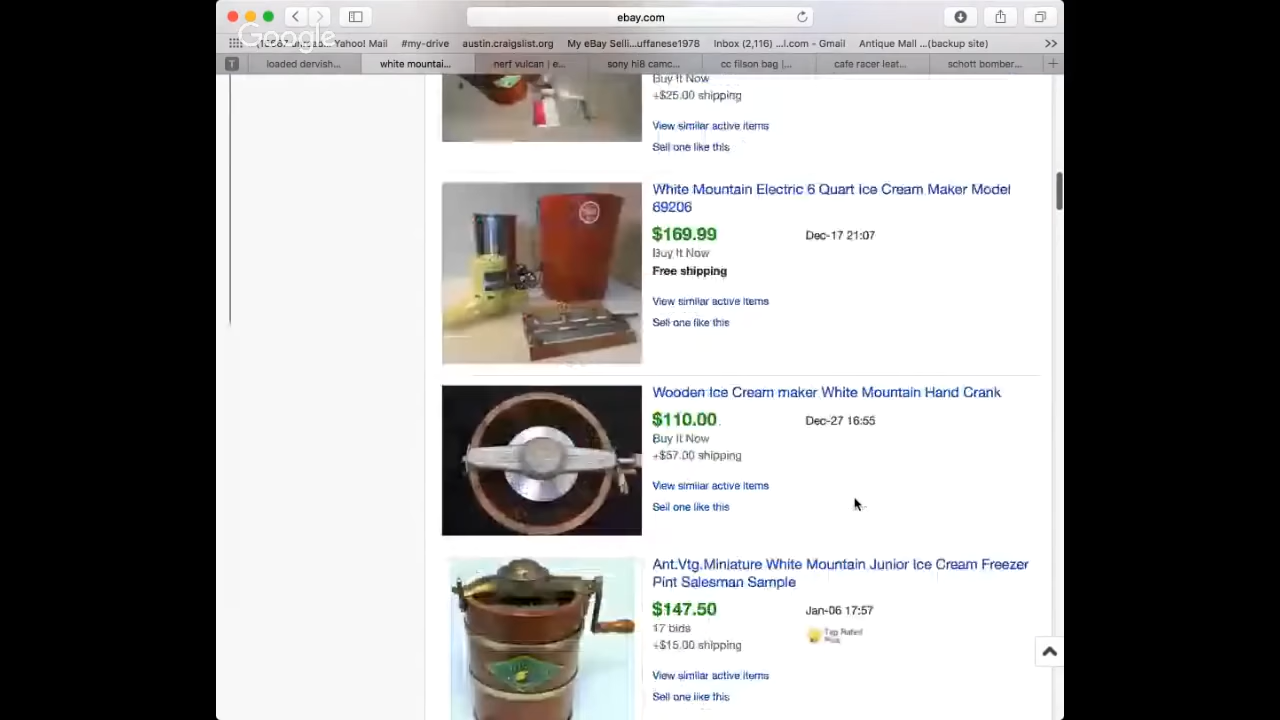 ebay.com
Google
Yahoo! Mail
#my-drive
austin.craigslist.org
My eBay Selli...uffanese1978
Inbox (2,116) ...l.com - Gmail
Antique Mall ...(backup site)
T
loaded dervish...
white mountai...
nerf vulcan | e...
sony hi8 camc...
cc filson bag |...
cafe racer leat...
schott bomber...
Buy It Now
+$25.00 shipping
View similar active items
Sell one like this
White Mountain Electric 6 Quart Ice Cream Maker Model
69206
$169.99
Dec-17 21:07
Buy It Now
Free shipping
View similar active items
Sell one like this
Wooden Ice Cream maker White Mountain Hand Crank
$110.00
Dec-27 16:55
Buy It Now
+$57.00 shipping
View similar active items
Sell one like this
Ant.Vtg.Miniature White Mountain Junior Ice Cream Freezer
Pint Salesman Sample
$147.50
Jan-06 17:57
17 bids
Top Rated
Plus
+$15.00 shipping
View similar active items
Sell one like this